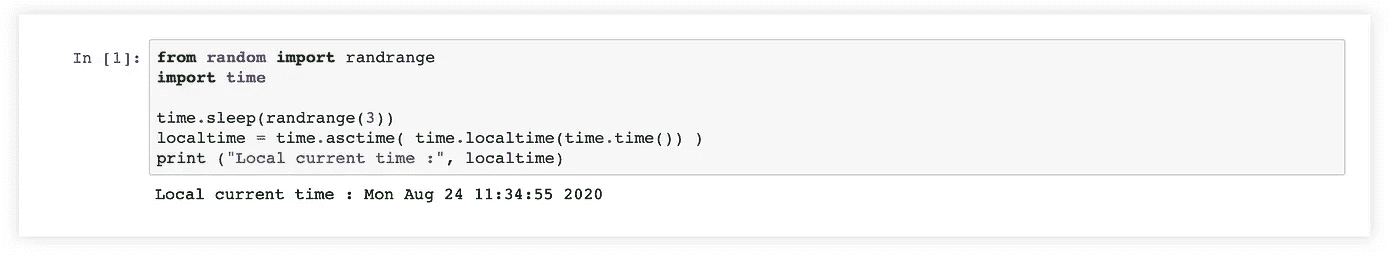 In [1]: from random import randrange
import time
time.sleep(randrange(3))
localtime = time.asctime( time.localtime(time.time()) )
print ("Local current time :", localtime)
Local current time : Mon Aug 24 11:34:55 2020